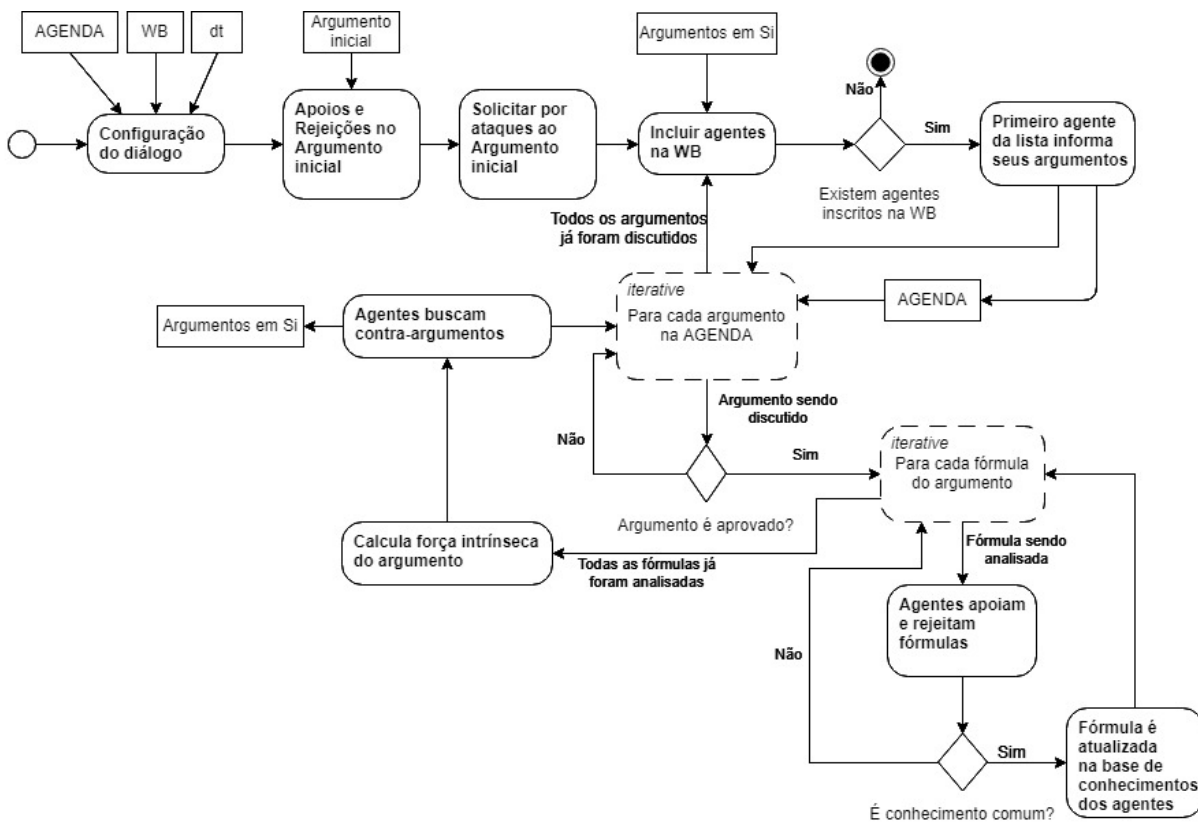 AGENDA
WB
dt
Argumento
inicial
Argumentos em Si
Configuração
do diálogo
Apoios e
Rejeições no
Argumento
inicial
Solicitar por
ataques ao
Argumento
inicial
Incluir agentes
na WB
Não
Sim
Existem agentes
inscritos na WB
Primeiro agente
da lista informa
seus argumentos
Todos os argumentos
já foram discutidos
AGENDA
iterative
Para cada argumento
na AGENDA
Argumentos em Si
Agentes buscam
contra-argumentos
Argumento sendo
discutido
Não
Sim
Argumento é aprovado?
iterative
Para cada fórmula
do argumento
Calcula força intrínseca
do argumento
Todas as fórmulas já
foram analisadas
Fórmula sendo
analisada
Agentes apoiam
e rejeitam
fórmulas
Não
Sim
É conhecimento comum?
Fórmula é
atualizada
na base de
conhecimentos
dos agentes